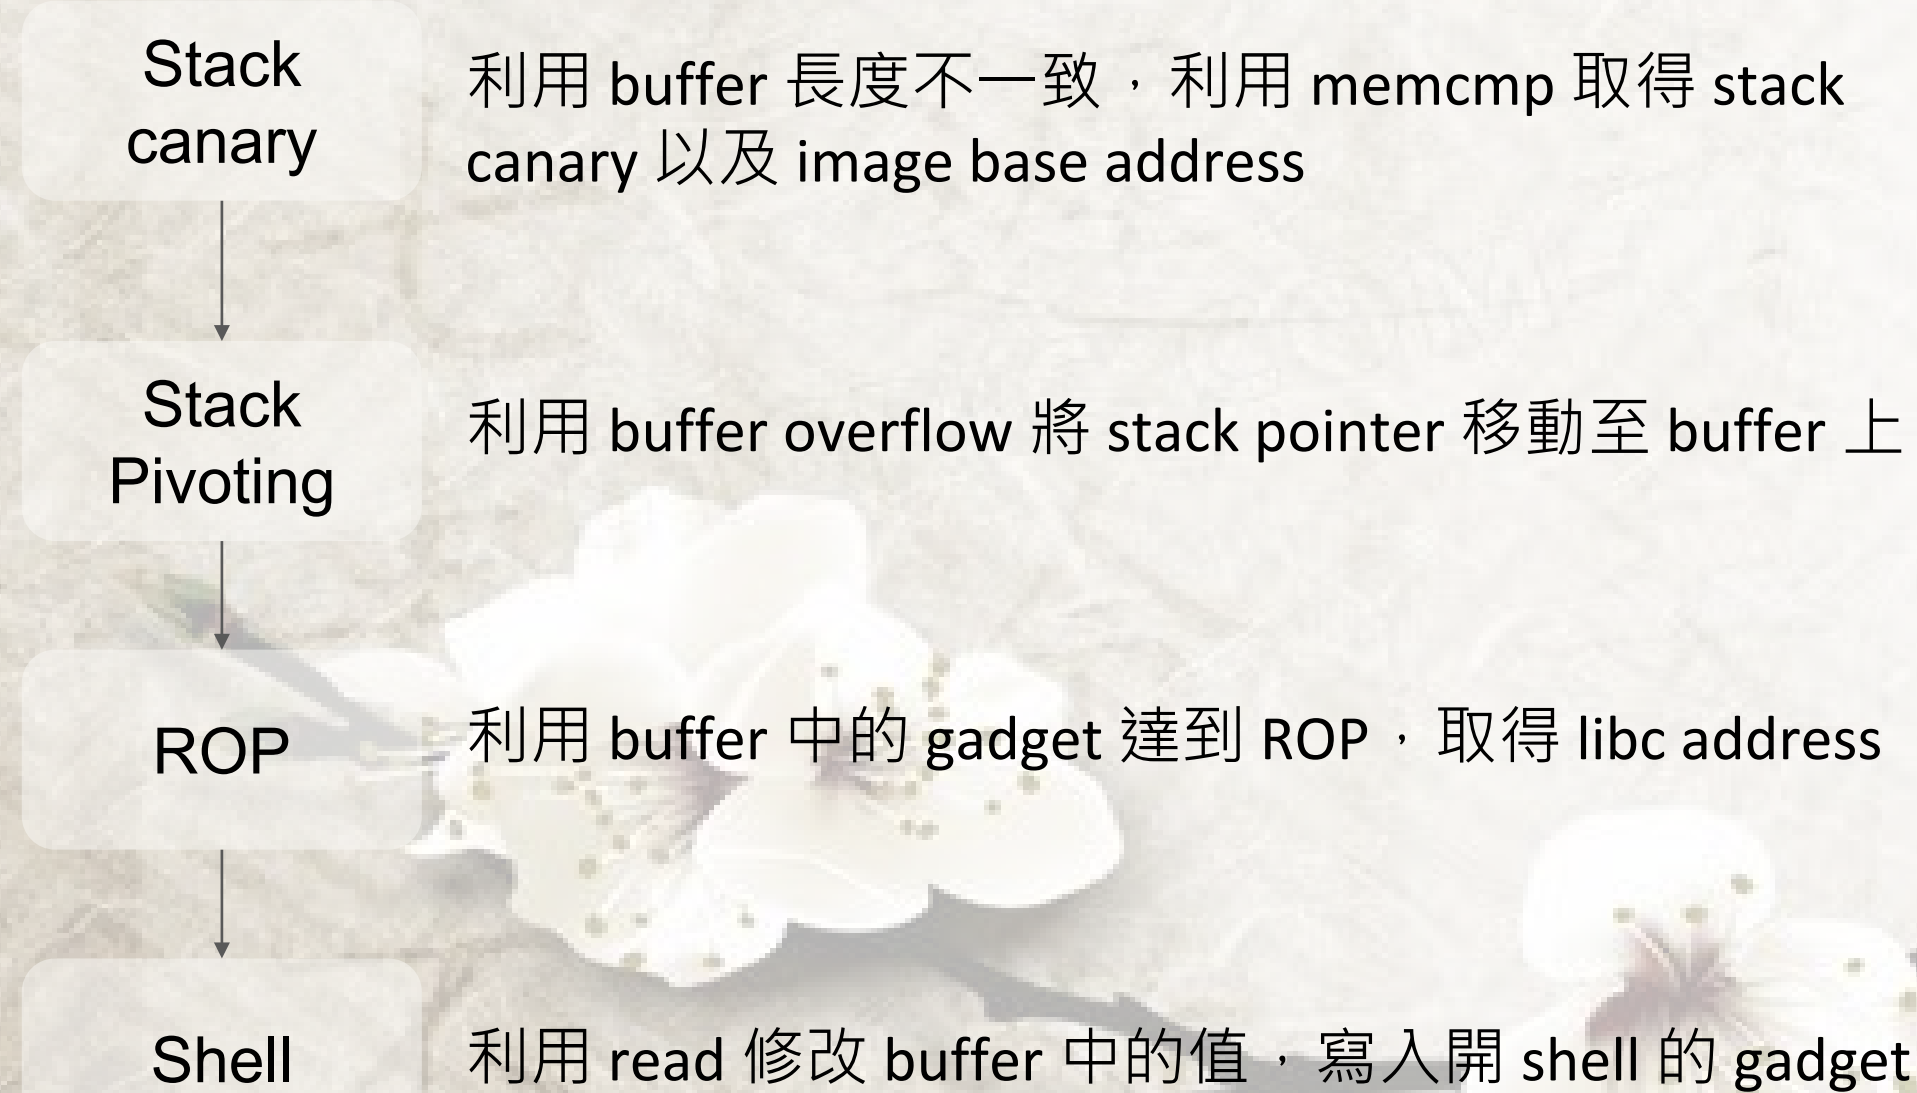 Stack
canary
利用 buffer 長度不一致，利用 memcmp 取得 stack
canary 以及 image base address
Stack
Pivoting
利用 buffer overflow 將 stack pointer 移動至 buffer 上
ROP
利用 buffer 中的 gadget 達到 ROP，取得 libc address
Shell
利用 read 修改 buffer 中的值，寫入開 shell 的 gadget